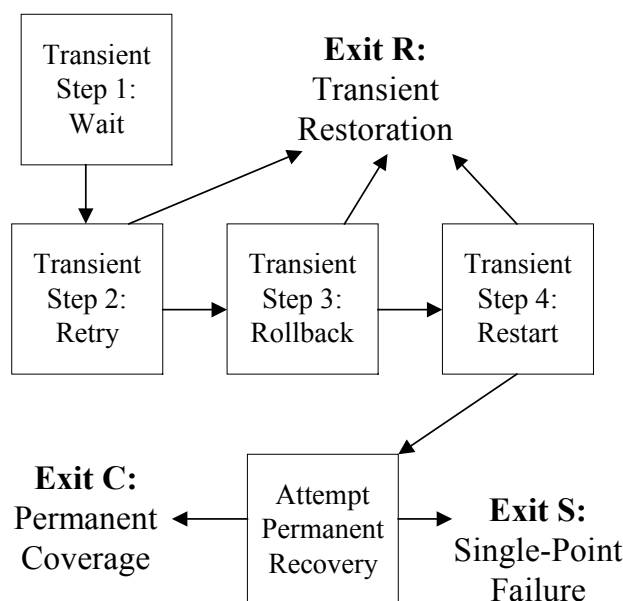 Transient
Step 1:
Wait
Exit R:
Transient
Restoration
Transient
Step 2:
Retry
Transient
Step 3:
Rollback
Transient
Step 4:
Restart
Exit C:
Permanent
Coverage
Attempt
Permanent
Recovery
Exit S:
Single-Point
Failure